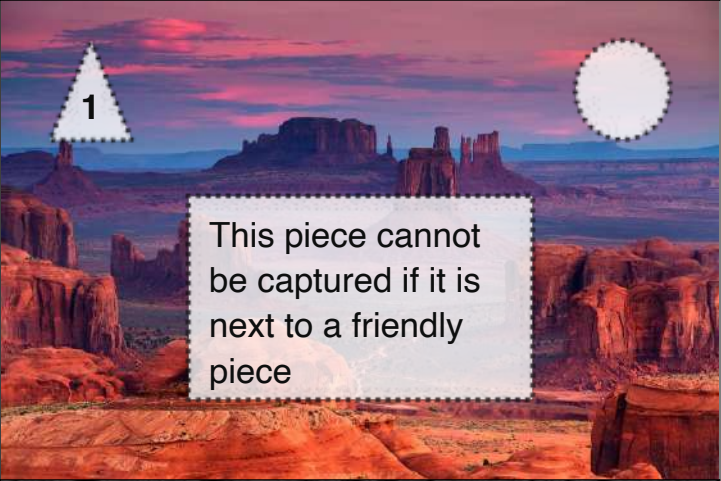 1
This piece cannot
be captured if it is
next to a friendly
piece